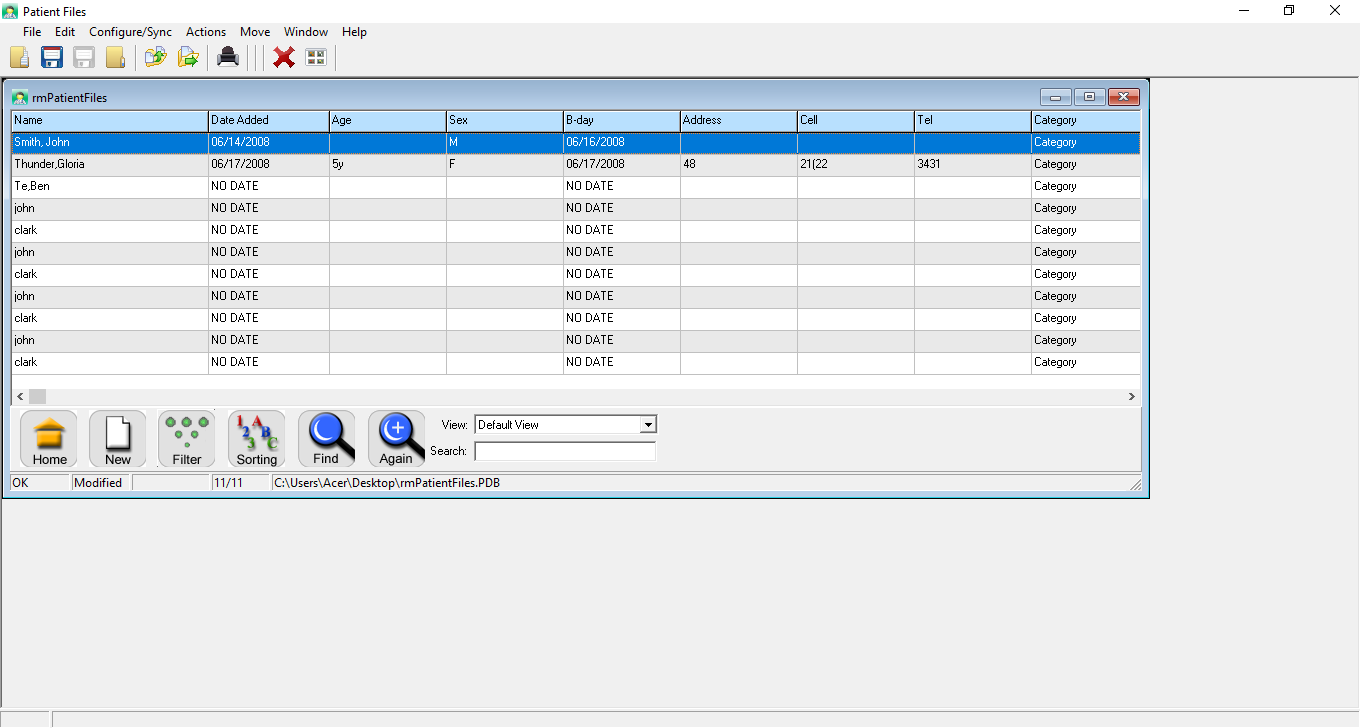 Patient Files
File Edit Configure/Sync Actions Move Window Help
rmPatientFiles
Name Date Added Age Sex B-day Address Cell Tel Category
Smith, John 06/14/2008 M 06/16/2008 Category
Thunder,Gloria 06/17/2008 5y F 06/17/2008 48 21(22 3431 Category
Te,Ben NO DATE NO DATE Category
john NO DATE NO DATE Category
clark NO DATE NO DATE Category
john NO DATE NO DATE Category
clark NO DATE NO DATE Category
john NO DATE NO DATE Category
clark NO DATE NO DATE Category
john NO DATE NO DATE Category
clark NO DATE NO DATE Category
Home New Filter Sorting Find Again
View: Default View
Search:
OK Modified 11/11 C:\Users\Acer\Desktop\rmPatientFiles.PDB